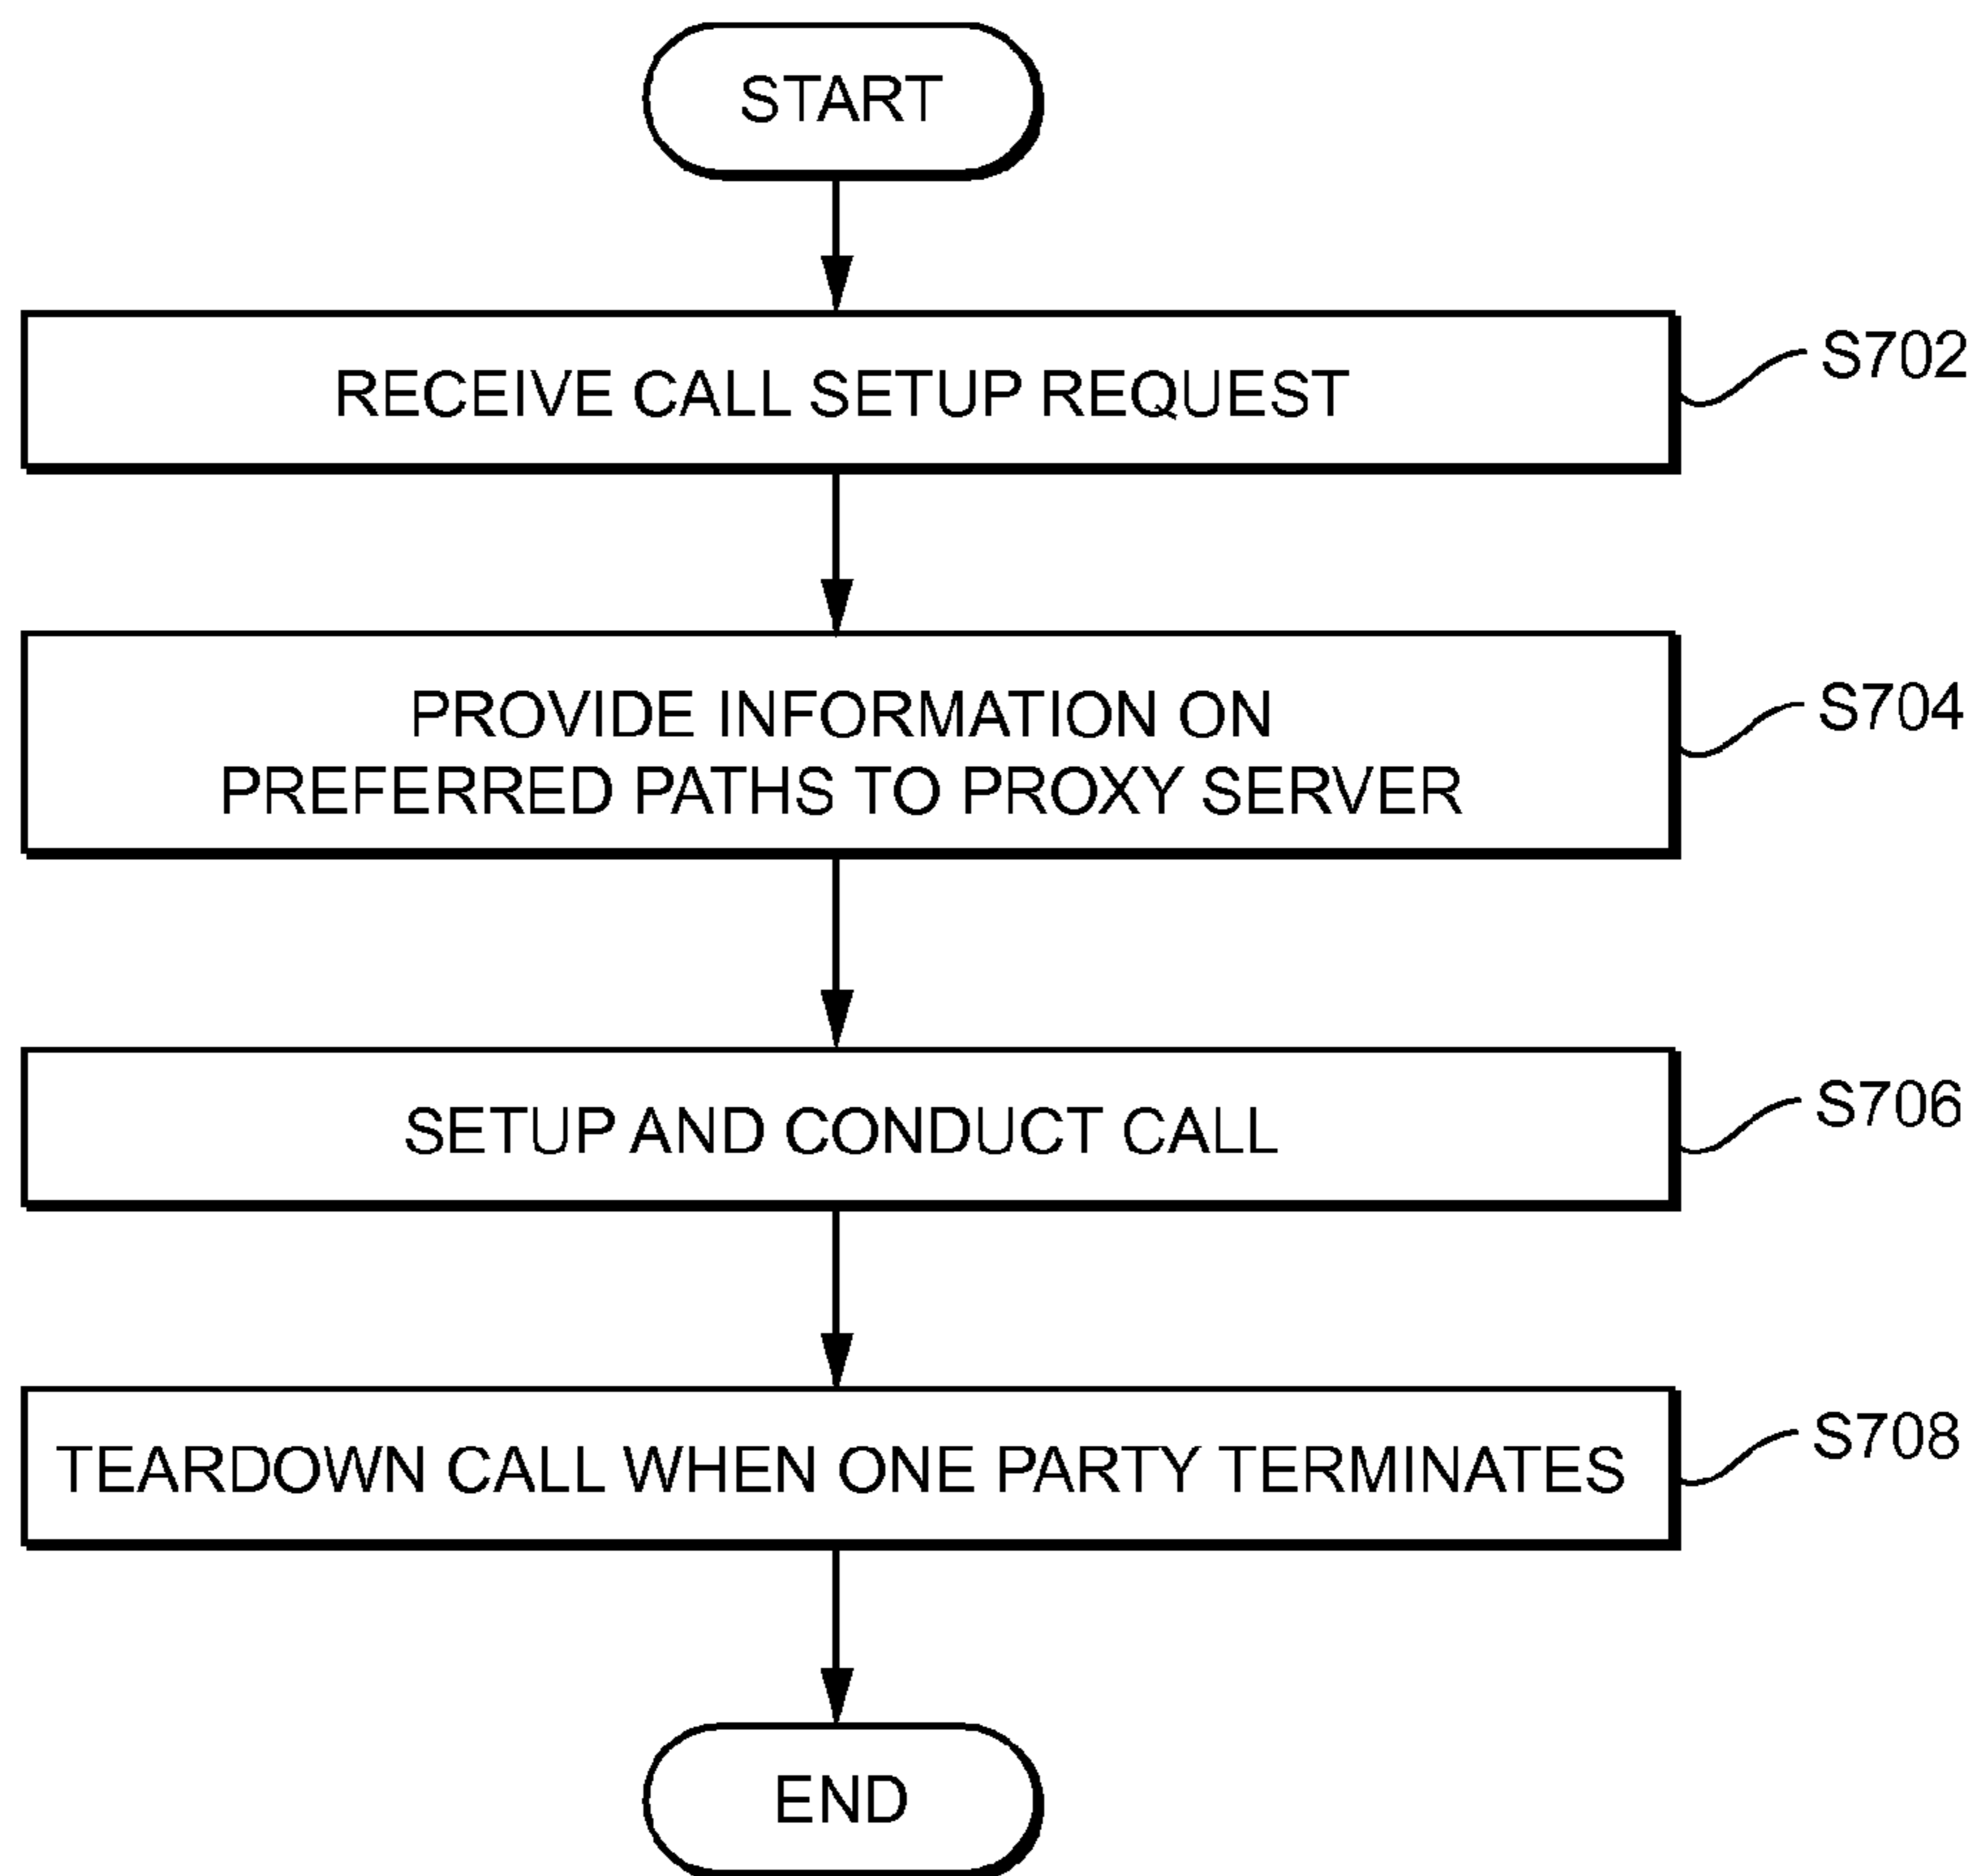 START
RECEIVE CALL SETUP REQUEST
S702
PROVIDE INFORMATION ON
PREFERRED PATHS TO PROXY SERVER
S704
SETUP AND CONDUCT CALL
S706
TEARDOWN CALL WHEN ONE PARTY TERMINATES
S708
END